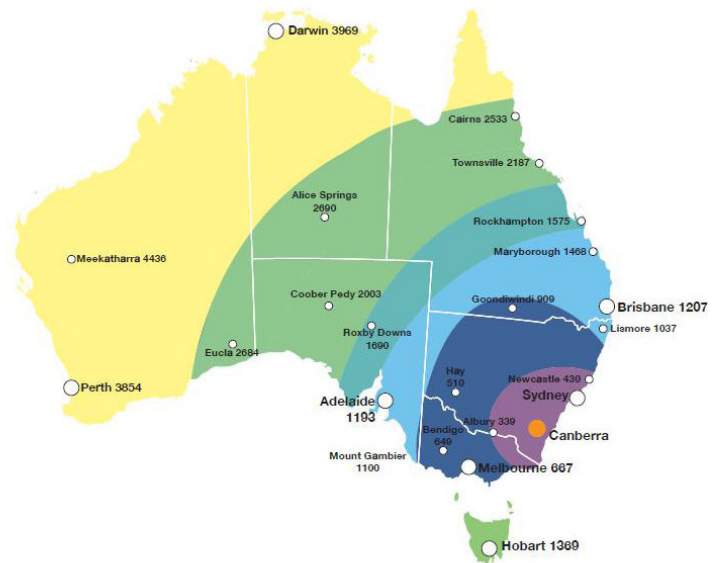 Darwin 3969
Cairns 2533
Townsville 2187
Alice Springs
2690
Rockhampton 1575
Maryborough 1468
Meekatharra 4436
Coober Pedy 2003
Goondiwindi 909
Brisbane 1207
Roxby Downs
1690
Lismore 1037
Eucla 2684
Hay
510
Newcastle 430
Perth 3854
Sydney
Adelaide
1193
Albury 339
Bendigo
649
Canberra
Mount Gambier
1100
Melbourne 667
Hobart 1369